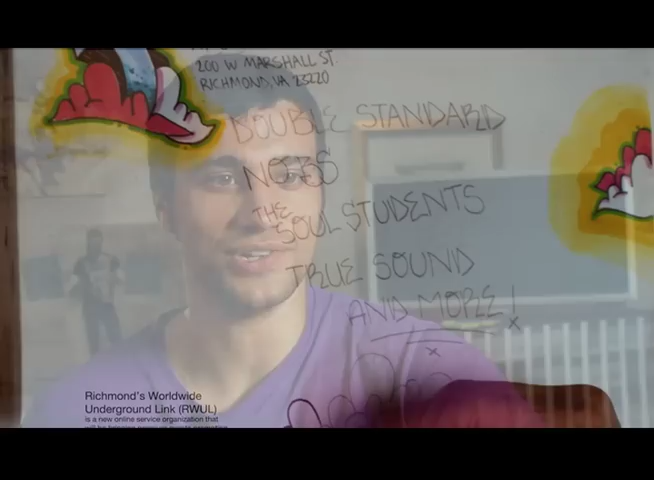 200 W MARSHALL ST.
RICHMOND, VA 23220
DOUBLE STANDARD
NOISS
THE
SOUL STUDENTS
TRUE SOUND
AND MORE!
Richmond's Worldwide
Underground Link (RWUL)
is a new online service organization that